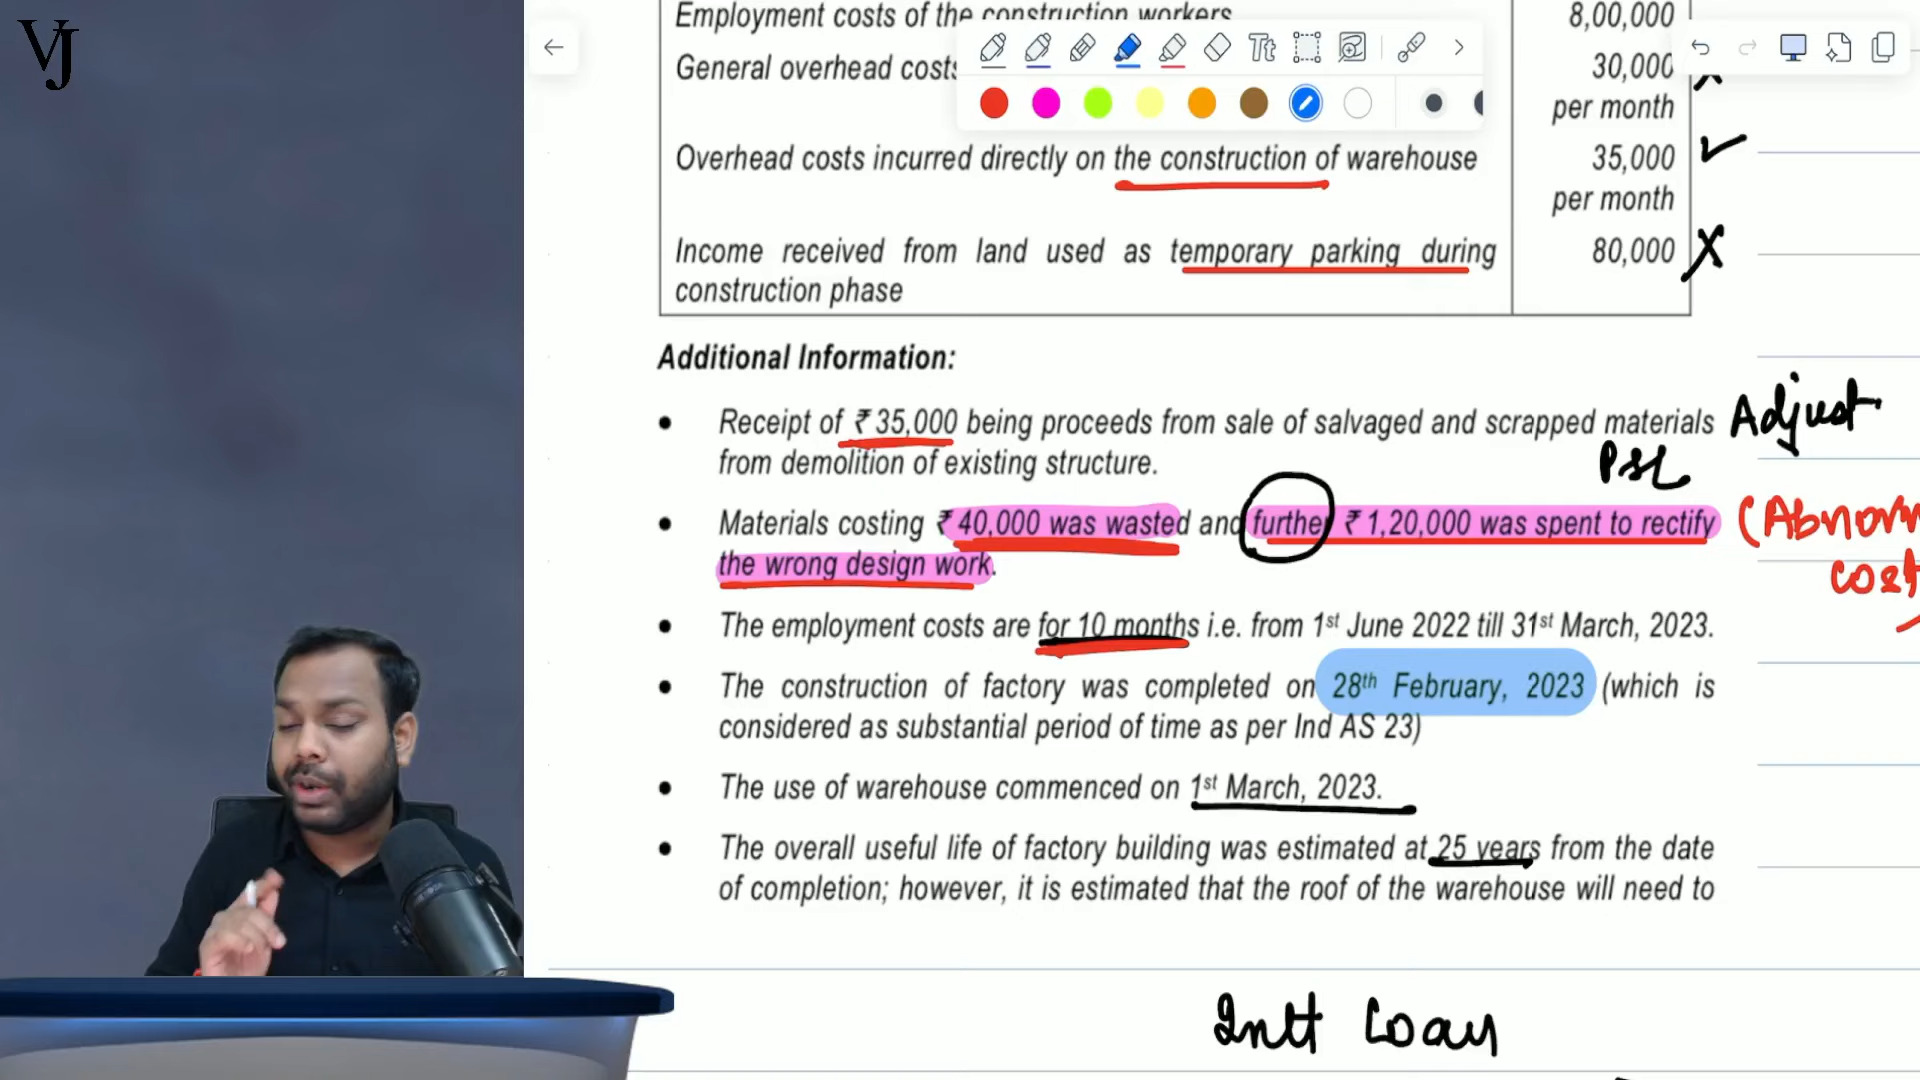 VJ
Employment costs of the construction workers 8,00,000
General overhead costs 30,000
per month
Overhead costs incurred directly on the construction of warehouse 35,000
per month
Income received from land used as temporary parking during 80,000
construction phase
Additional Information:
• Receipt of ₹ 35,000 being proceeds from sale of salvaged and scrapped materials Adjust
from demolition of existing structure. P&L
• Materials costing ₹ 40,000 was wasted and further ₹ 1,20,000 was spent to rectify (Abnorm
the wrong design work. cost
• The employment costs are for 10 months i.e. from 1st June 2022 till 31st March, 2023.
• The construction of factory was completed on 28th February, 2023 (which is
considered as substantial period of time as per Ind AS 23)
• The use of warehouse commenced on 1st March, 2023.
• The overall useful life of factory building was estimated at 25 years from the date
of completion; however, it is estimated that the roof of the warehouse will need to
Intt Loan